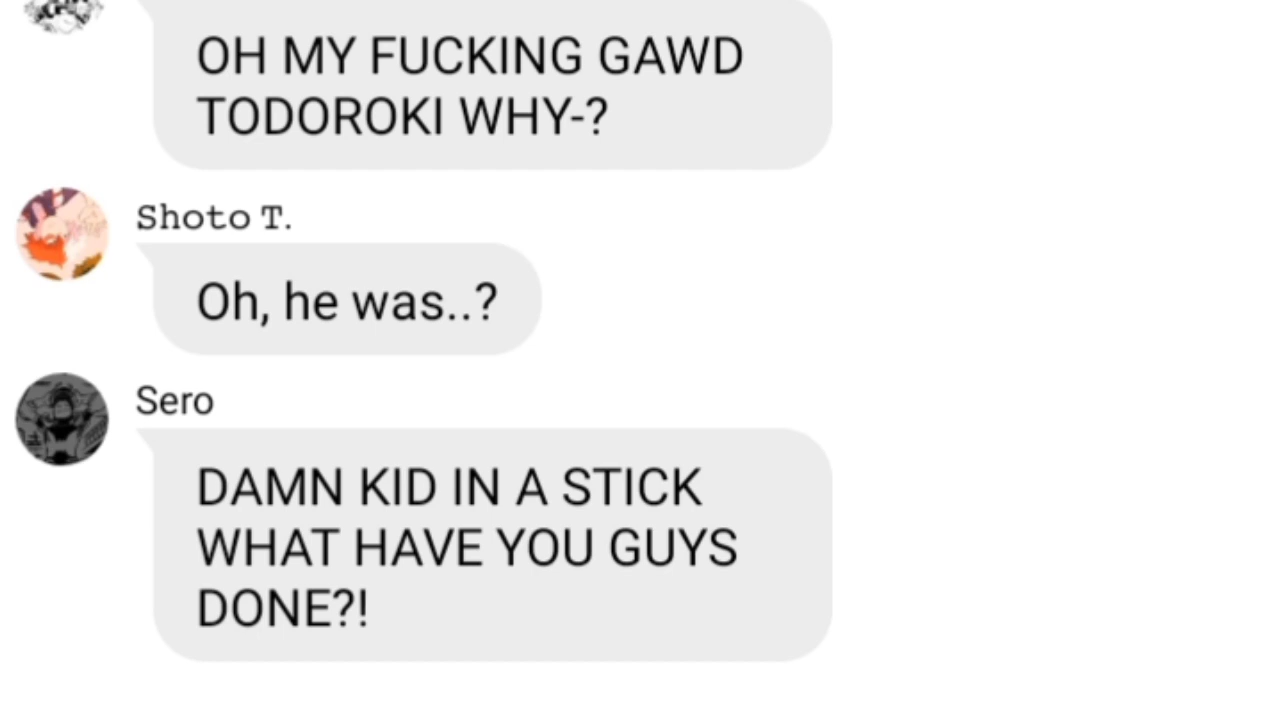 OH MY FUCKING GAWD
TODOROKI WHY-?
Shoto T.
Oh, he was..?
Sero
DAMN KID IN A STICK
WHAT HAVE YOU GUYS
DONE?!